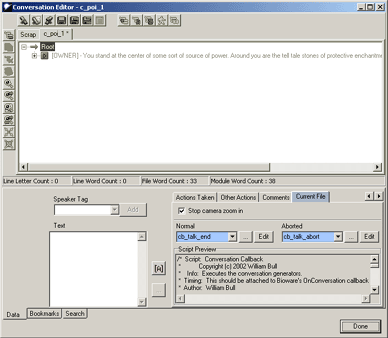 Conversation Editor - c_poi_1
Scrap c_poi_1 *
Root
[OWNER] - You stand at the center of some sort of source of power. Around you are the tell tale stones of protective enchantme
Line Letter Count : 0 Line Word Count : 0 File Word Count : 33 Module Word Count : 38
Speaker Tag
Add
Text
[A]
Actions Taken Other Actions Comments Current File
Stop camera zoom in
Normal Aborted
cb_talk_end ... Edit cb_talk_abort ... Edit
Script Preview
/* Script: Conversation Callback
* Copyright (c) 2002 William Bull
* Info: Executes the conversation generators.
* Timing: This should be attached to Bioware's OnConversation callback
* Author: William Bull
Data Bookmarks Search
Done